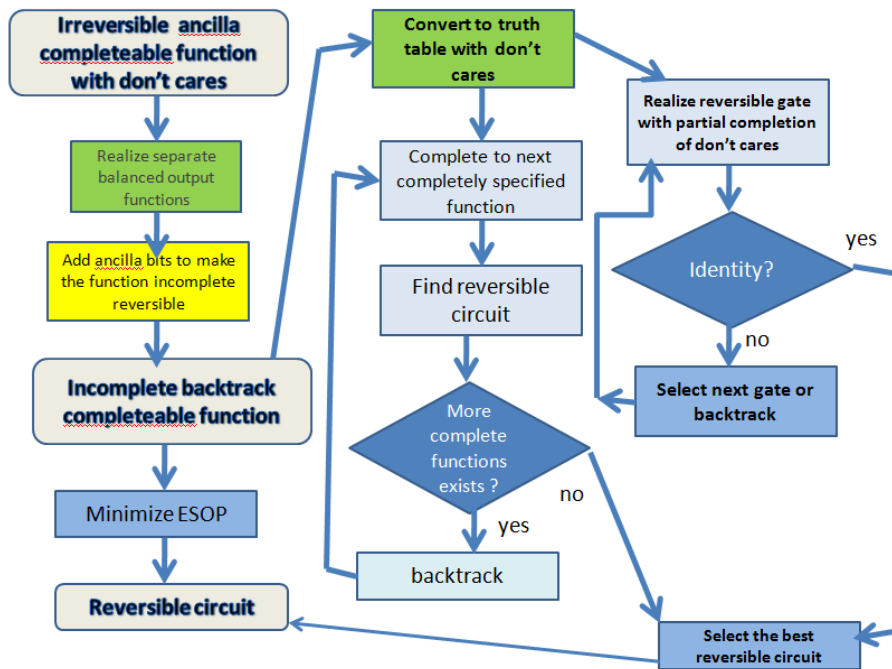 Irreversible ancilla
completeable function
with don't cares
Realize separate
balanced output
functions
Add ancilla bits to make
the function incomplete
reversible
Incomplete backtrack
completeable function
Minimize ESOP
Reversible circuit
Convert to truth
table with don't
cares
Complete to next
completely specified
function
Find reversible
circuit
More
complete
functions
exists ?
no
yes
backtrack
Realize reversible gate
with partial completion
of don't cares
Identity?
yes
no
Select next gate or
backtrack
Select the best
reversible circuit